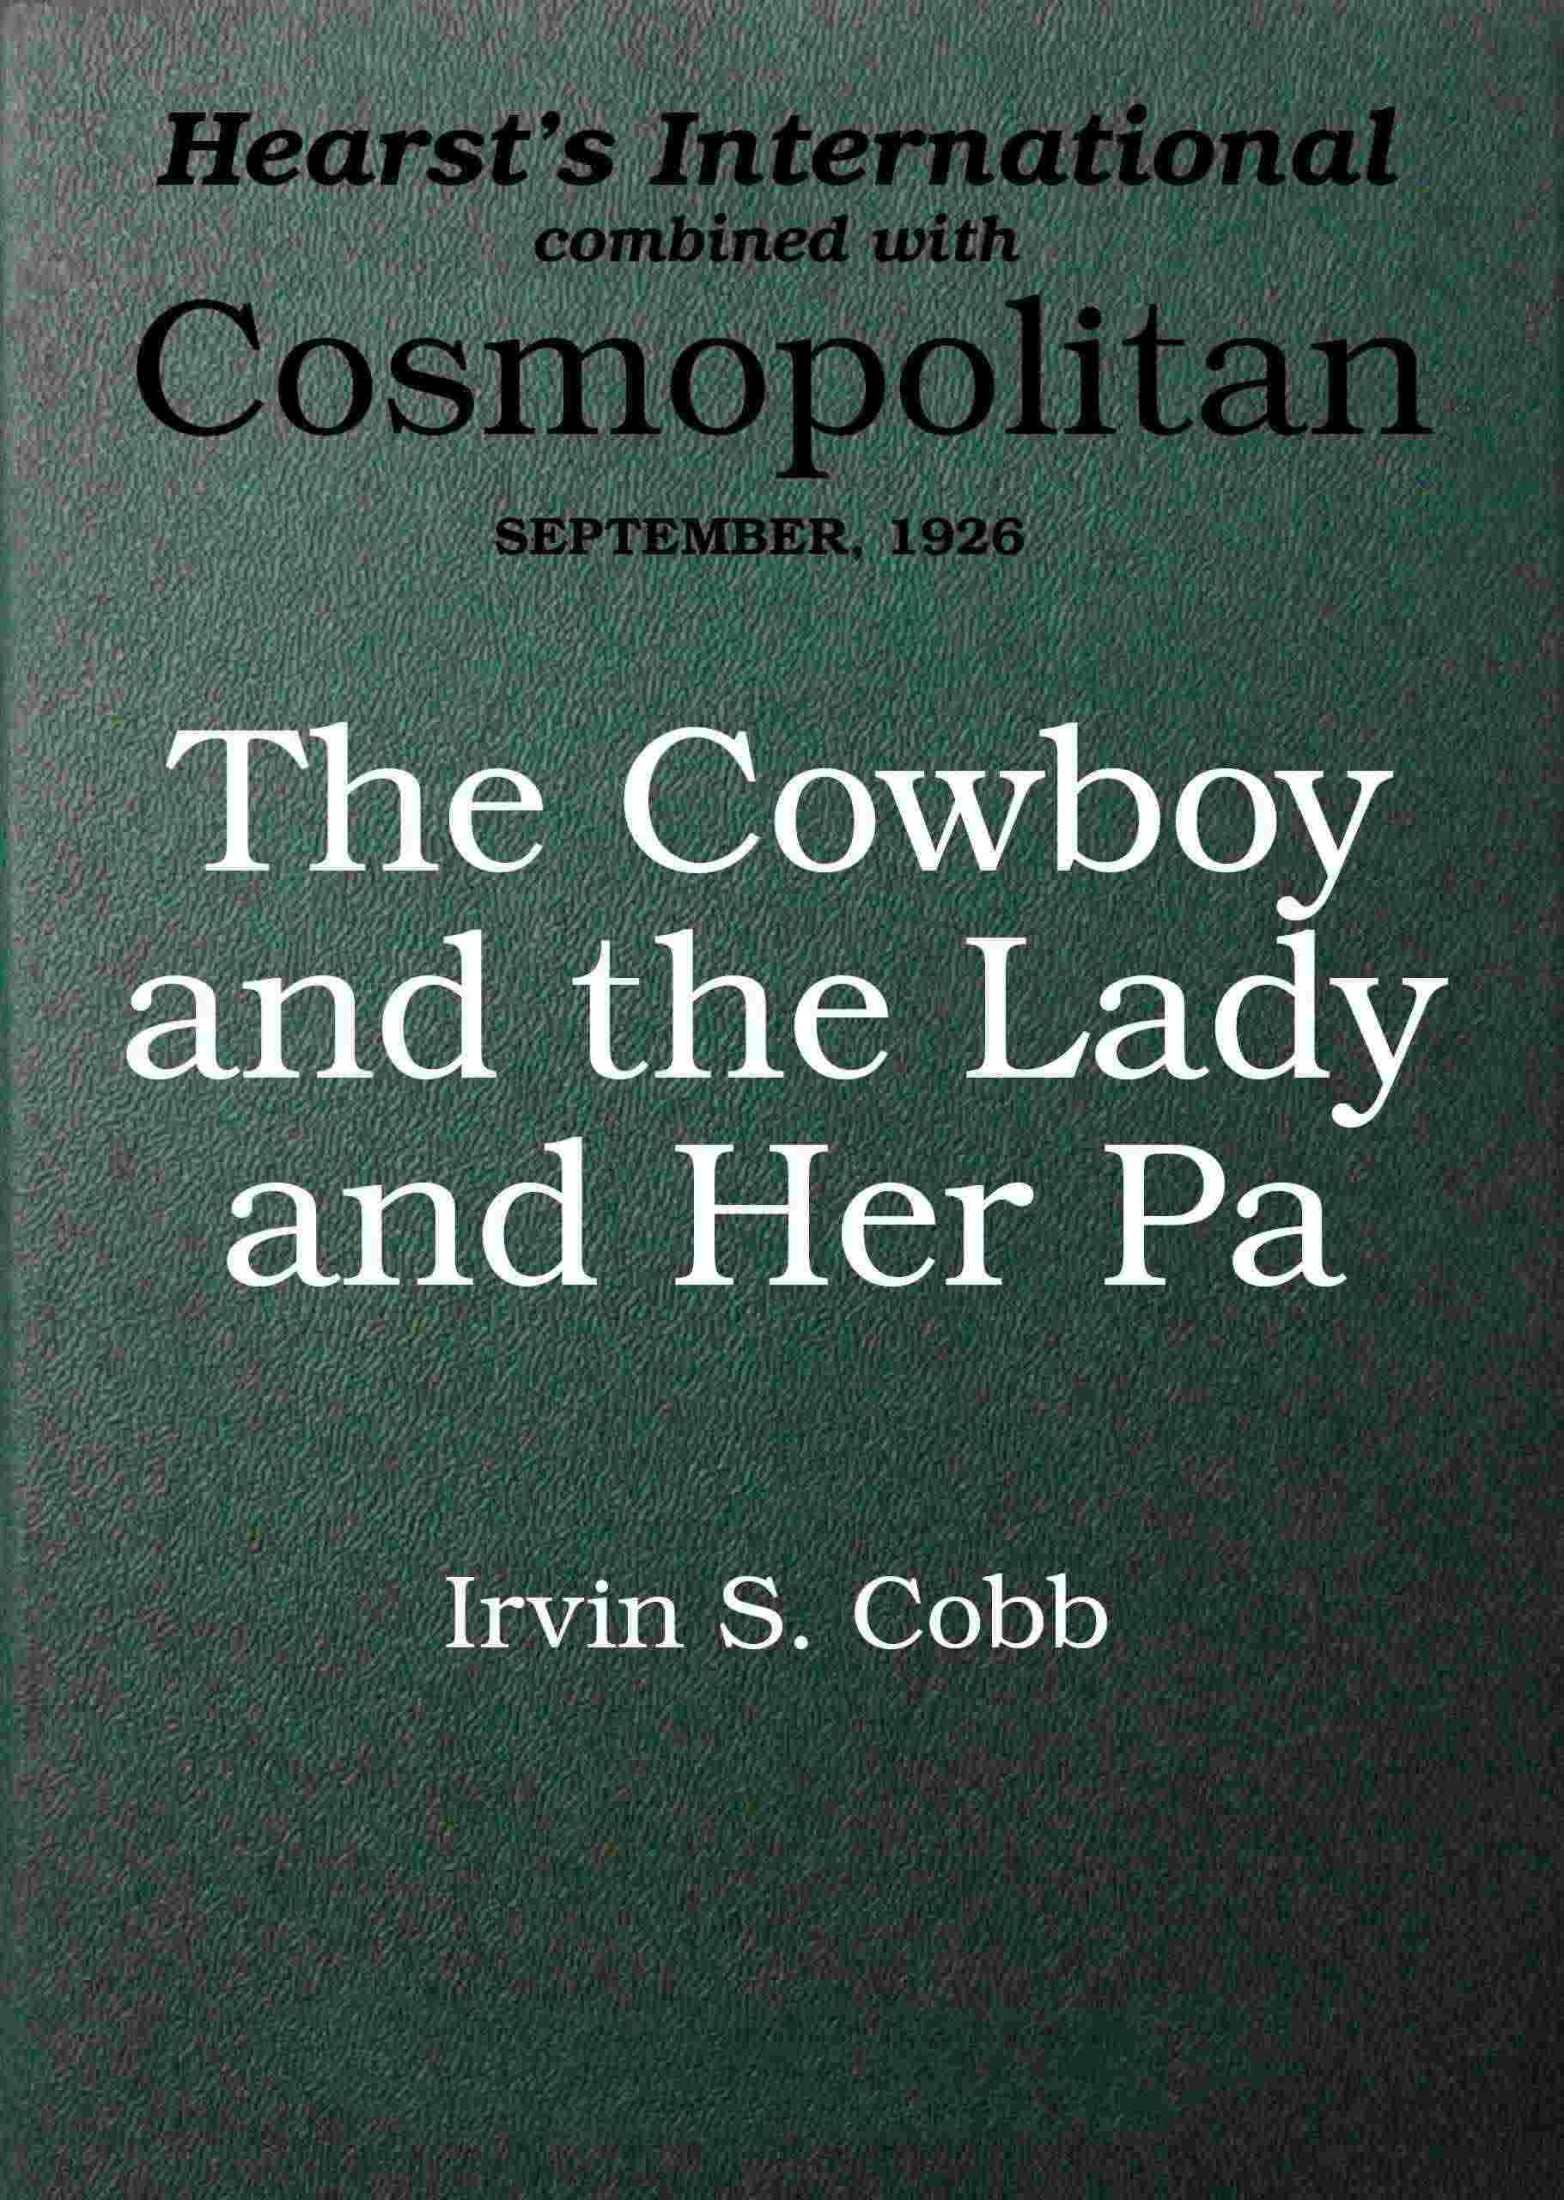 Hearst's International
combined with
Cosmopolitan
SEPTEMBER, 1926
The Cowboy
and the Lady
and Her Pa
Irvin S. Cobb